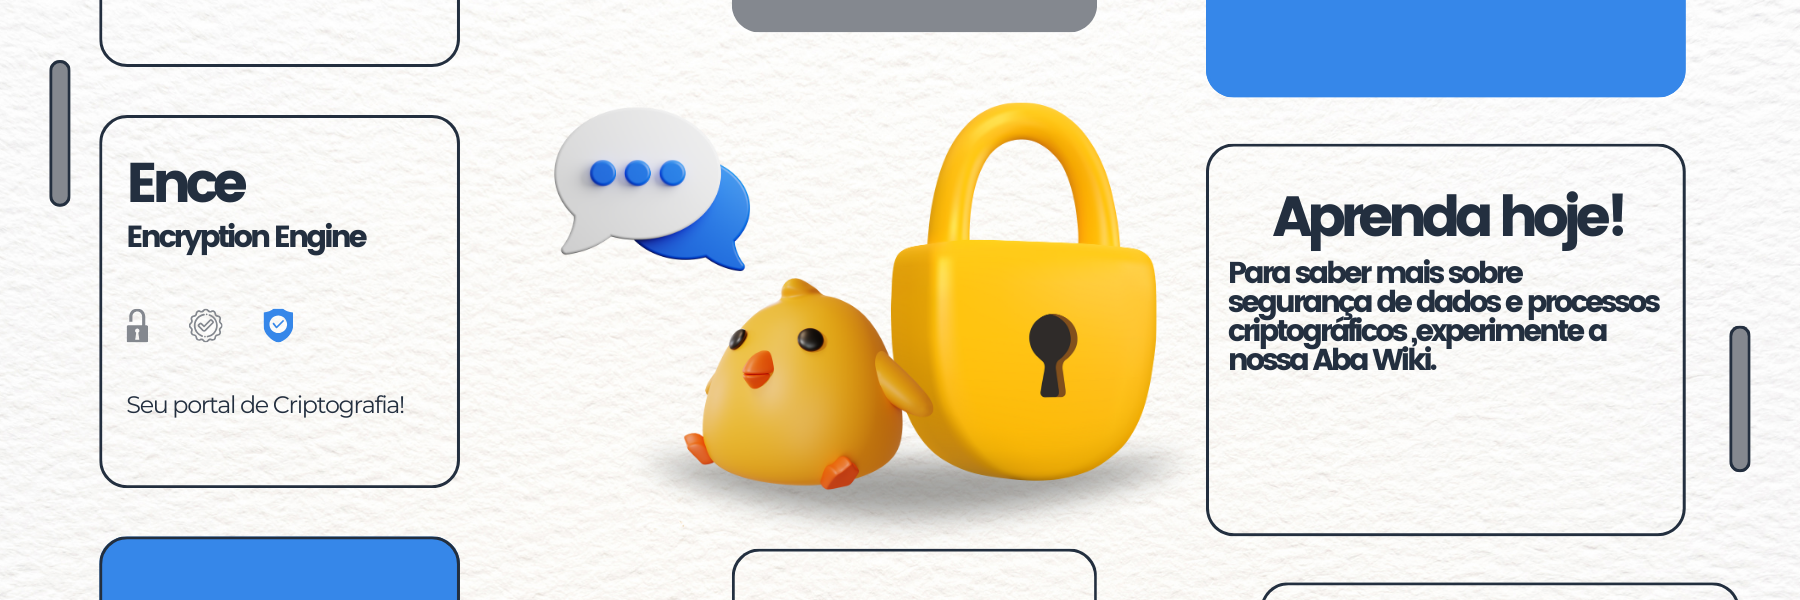 Ence
Encryption Engine
Seu portal de Criptografia!
Aprenda hoje!
Para saber mais sobre
segurança de dados e processos
criptográficos ,experimente a
nossa Aba Wiki.